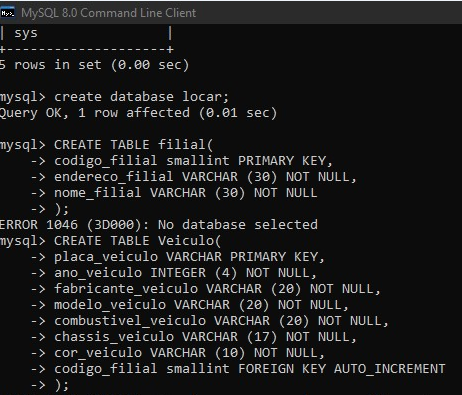 MySQL 8.0 Command Line Client
| sys                |
+--------------------+
5 rows in set (0.00 sec)
mysql> create database locar;
Query OK, 1 row affected (0.01 sec)
mysql> CREATE TABLE filial(
    -> codigo_filial smallint PRIMARY KEY,
    -> endereco_filial VARCHAR (30) NOT NULL,
    -> nome_filial VARCHAR (30) NOT NULL
    -> );
ERROR 1046 (3D000): No database selected
mysql> CREATE TABLE Veiculo(
    -> placa_veiculo VARCHAR PRIMARY KEY,
    -> ano_veiculo INTEGER (4) NOT NULL,
    -> fabricante_veiculo VARCHAR (20) NOT NULL,
    -> modelo_veiculo VARCHAR (20) NOT NULL,
    -> combustivel_veiculo VARCHAR (20) NOT NULL,
    -> chassis_veiculo VARCHAR (17) NOT NULL,
    -> cor_veiculo VARCHAR (10) NOT NULL,
    -> codigo_filial smallint FOREIGN KEY AUTO_INCREMENT
    -> );